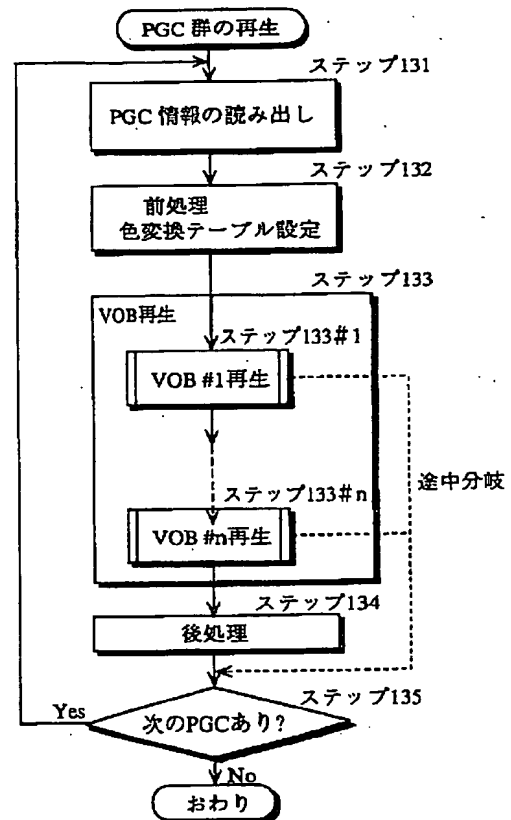 PGC 群の再生
ステップ131
PGC 情報の読み出し
ステップ132
前処理
色変換テーブル設定
ステップ133
VOB再生
ステップ133#1
VOB #1再生
途中分岐
ステップ133#n
VOB #n再生
ステップ134
後処理
ステップ135
Yes
次のPGCあり?
No
おわり